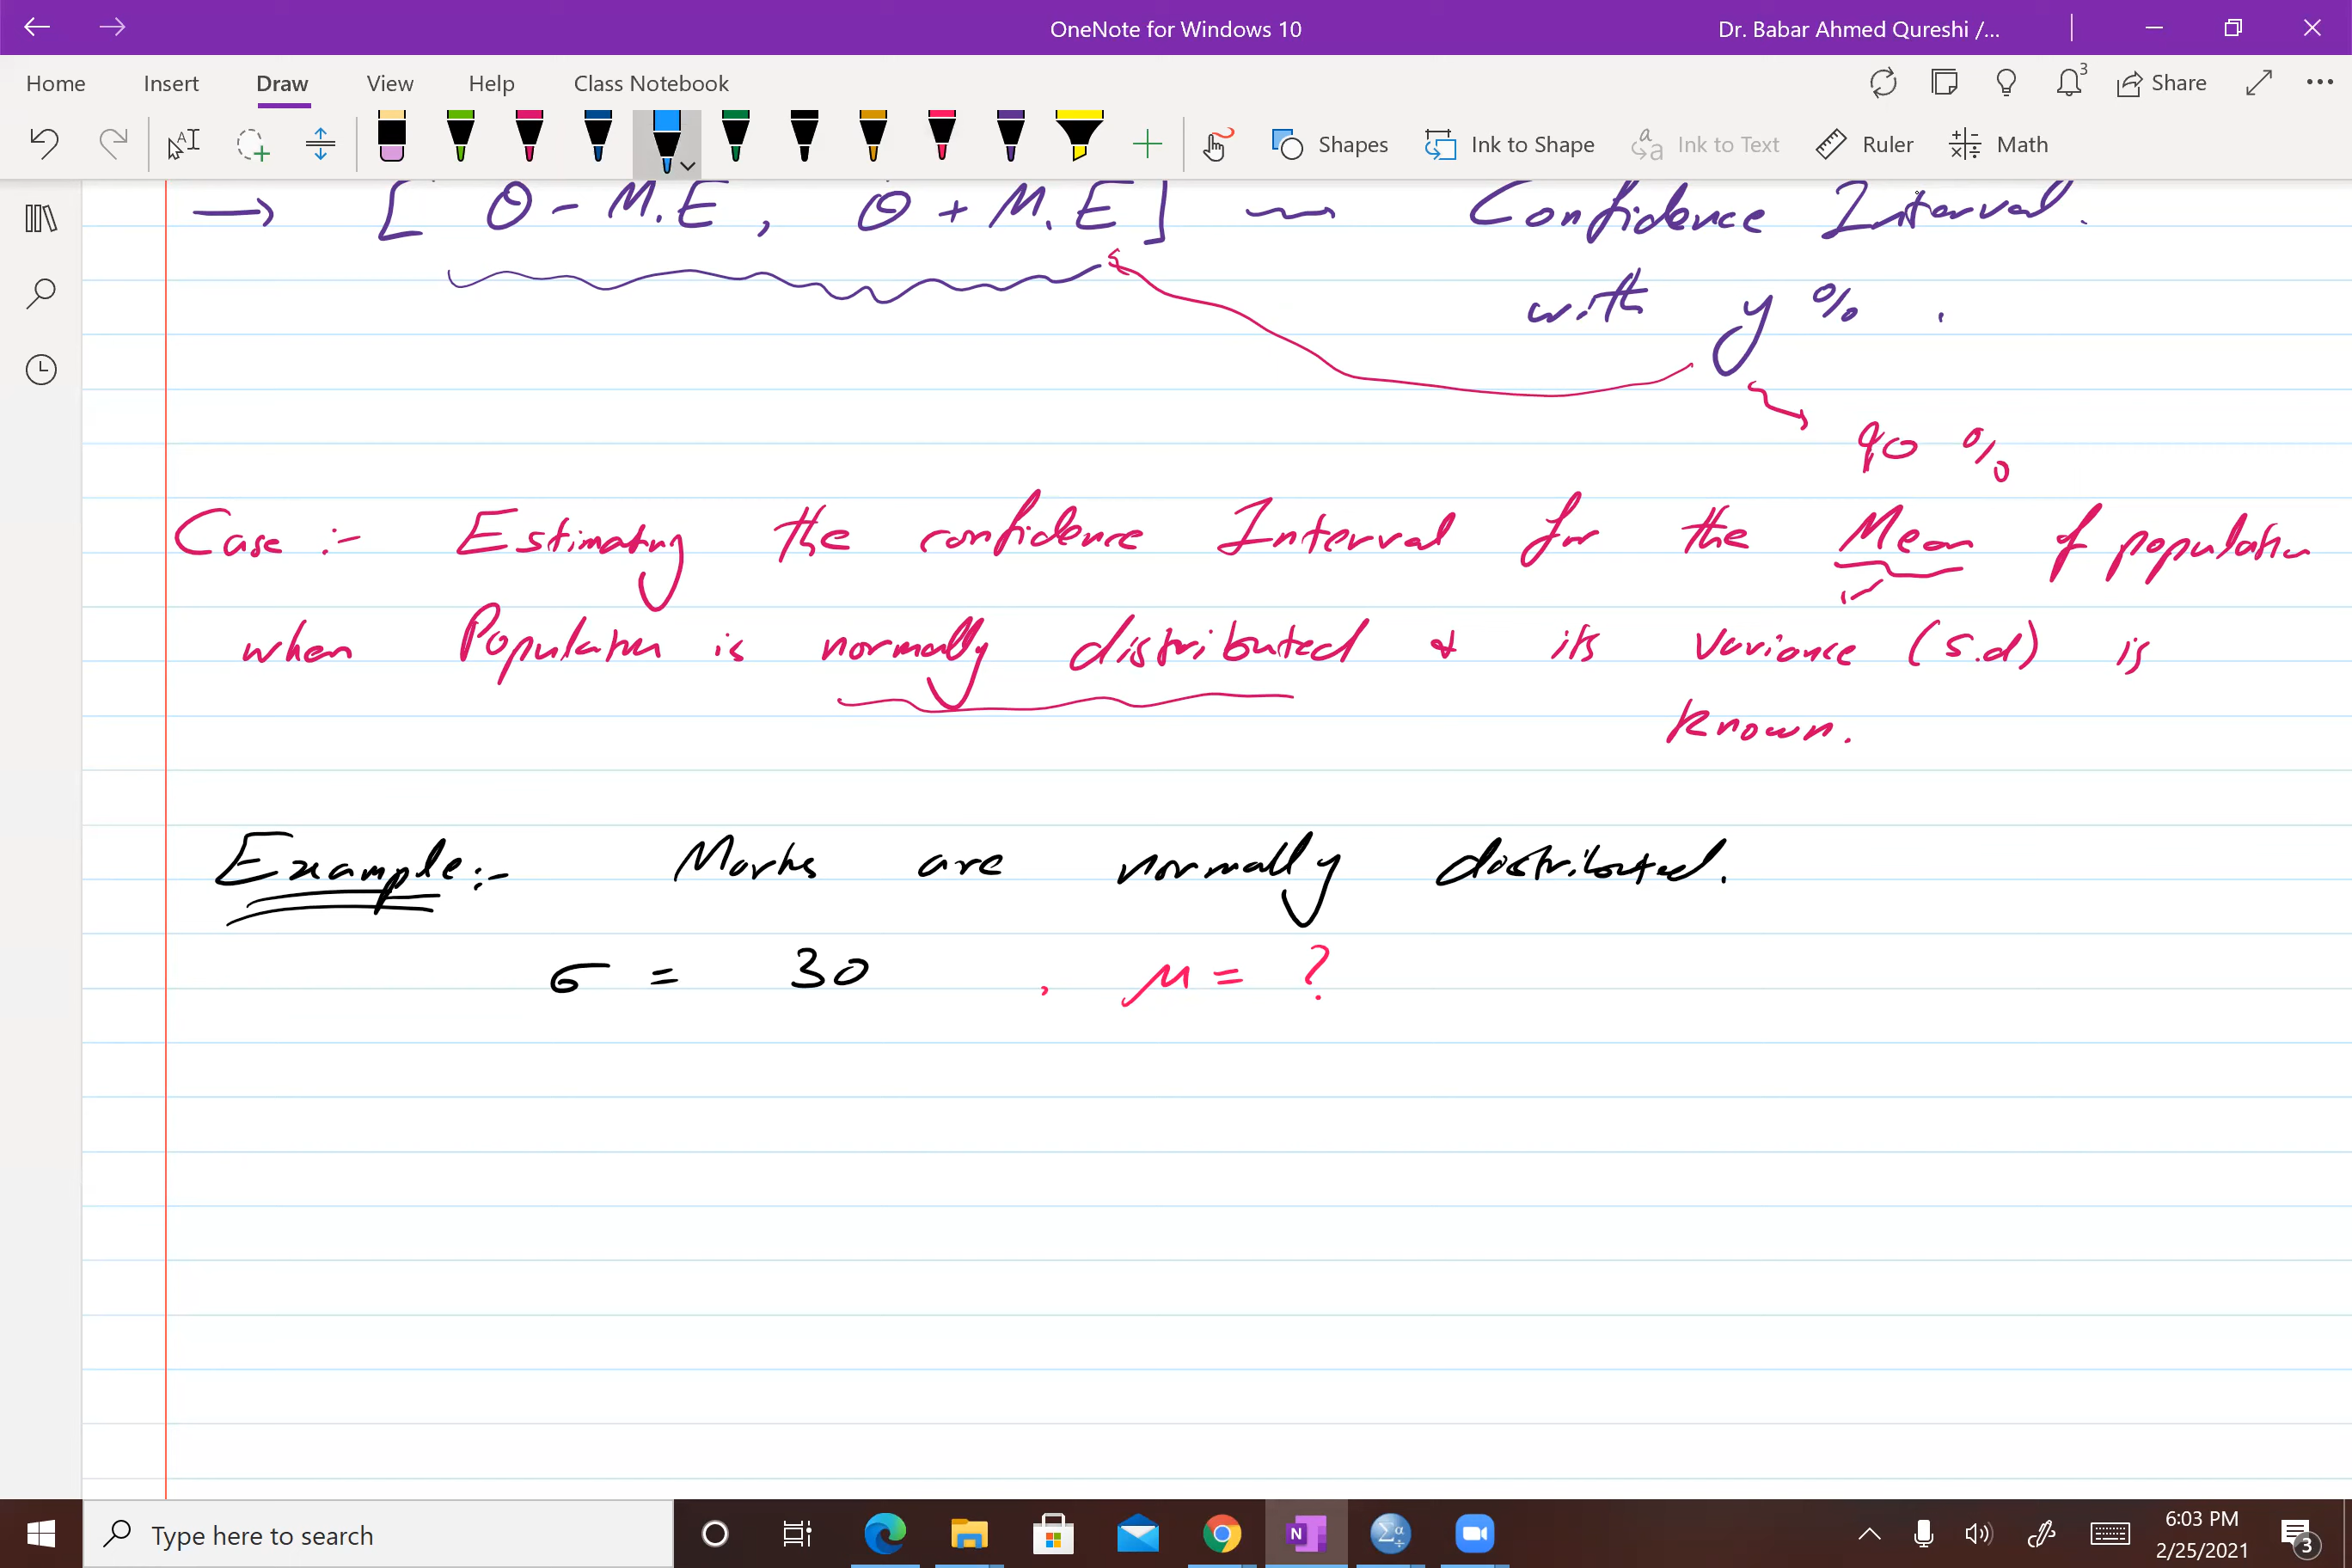 OneNote for Windows 10
Dr. Babar Ahmed Qureshi /...
Home Insert Draw View Help Class Notebook
3
Share
Shapes Ink to Shape Ink to Text Ruler Math
→ [ θ - M.E , θ + M.E ] Confidence Interval.
with y % .
90 %
Case :- Estimating the confidence Interval for the Mean of population
when Population is normally distributed & its variance (s.d) is
known.
Example:- Marks are normally distributed.
σ = 30 , μ = ?
Type here to search
6:03 PM
2/25/2021
3